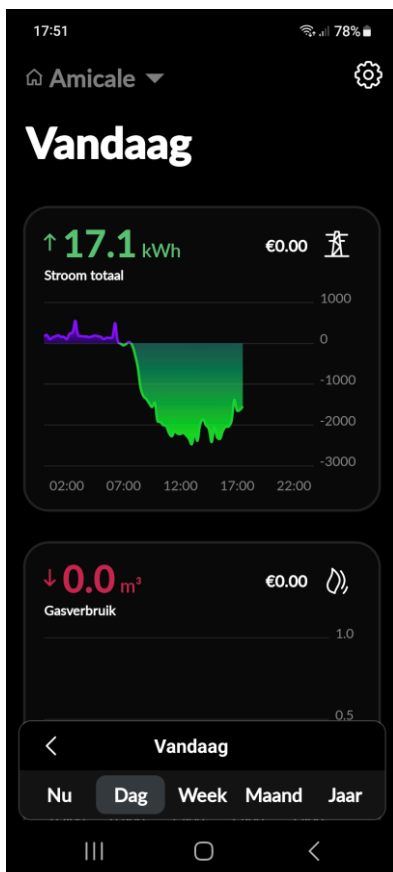 17:51 78%
Amicale
Vandaag
↑ 17.1 kWh €0.00
Stroom totaal
1000
0
-1000
-2000
-3000
02:00 07:00 12:00 17:00 22:00
↓ 0.0 m³ €0.00
Gasverbruik
1.0
0.5
Vandaag
Nu Dag Week Maand Jaar